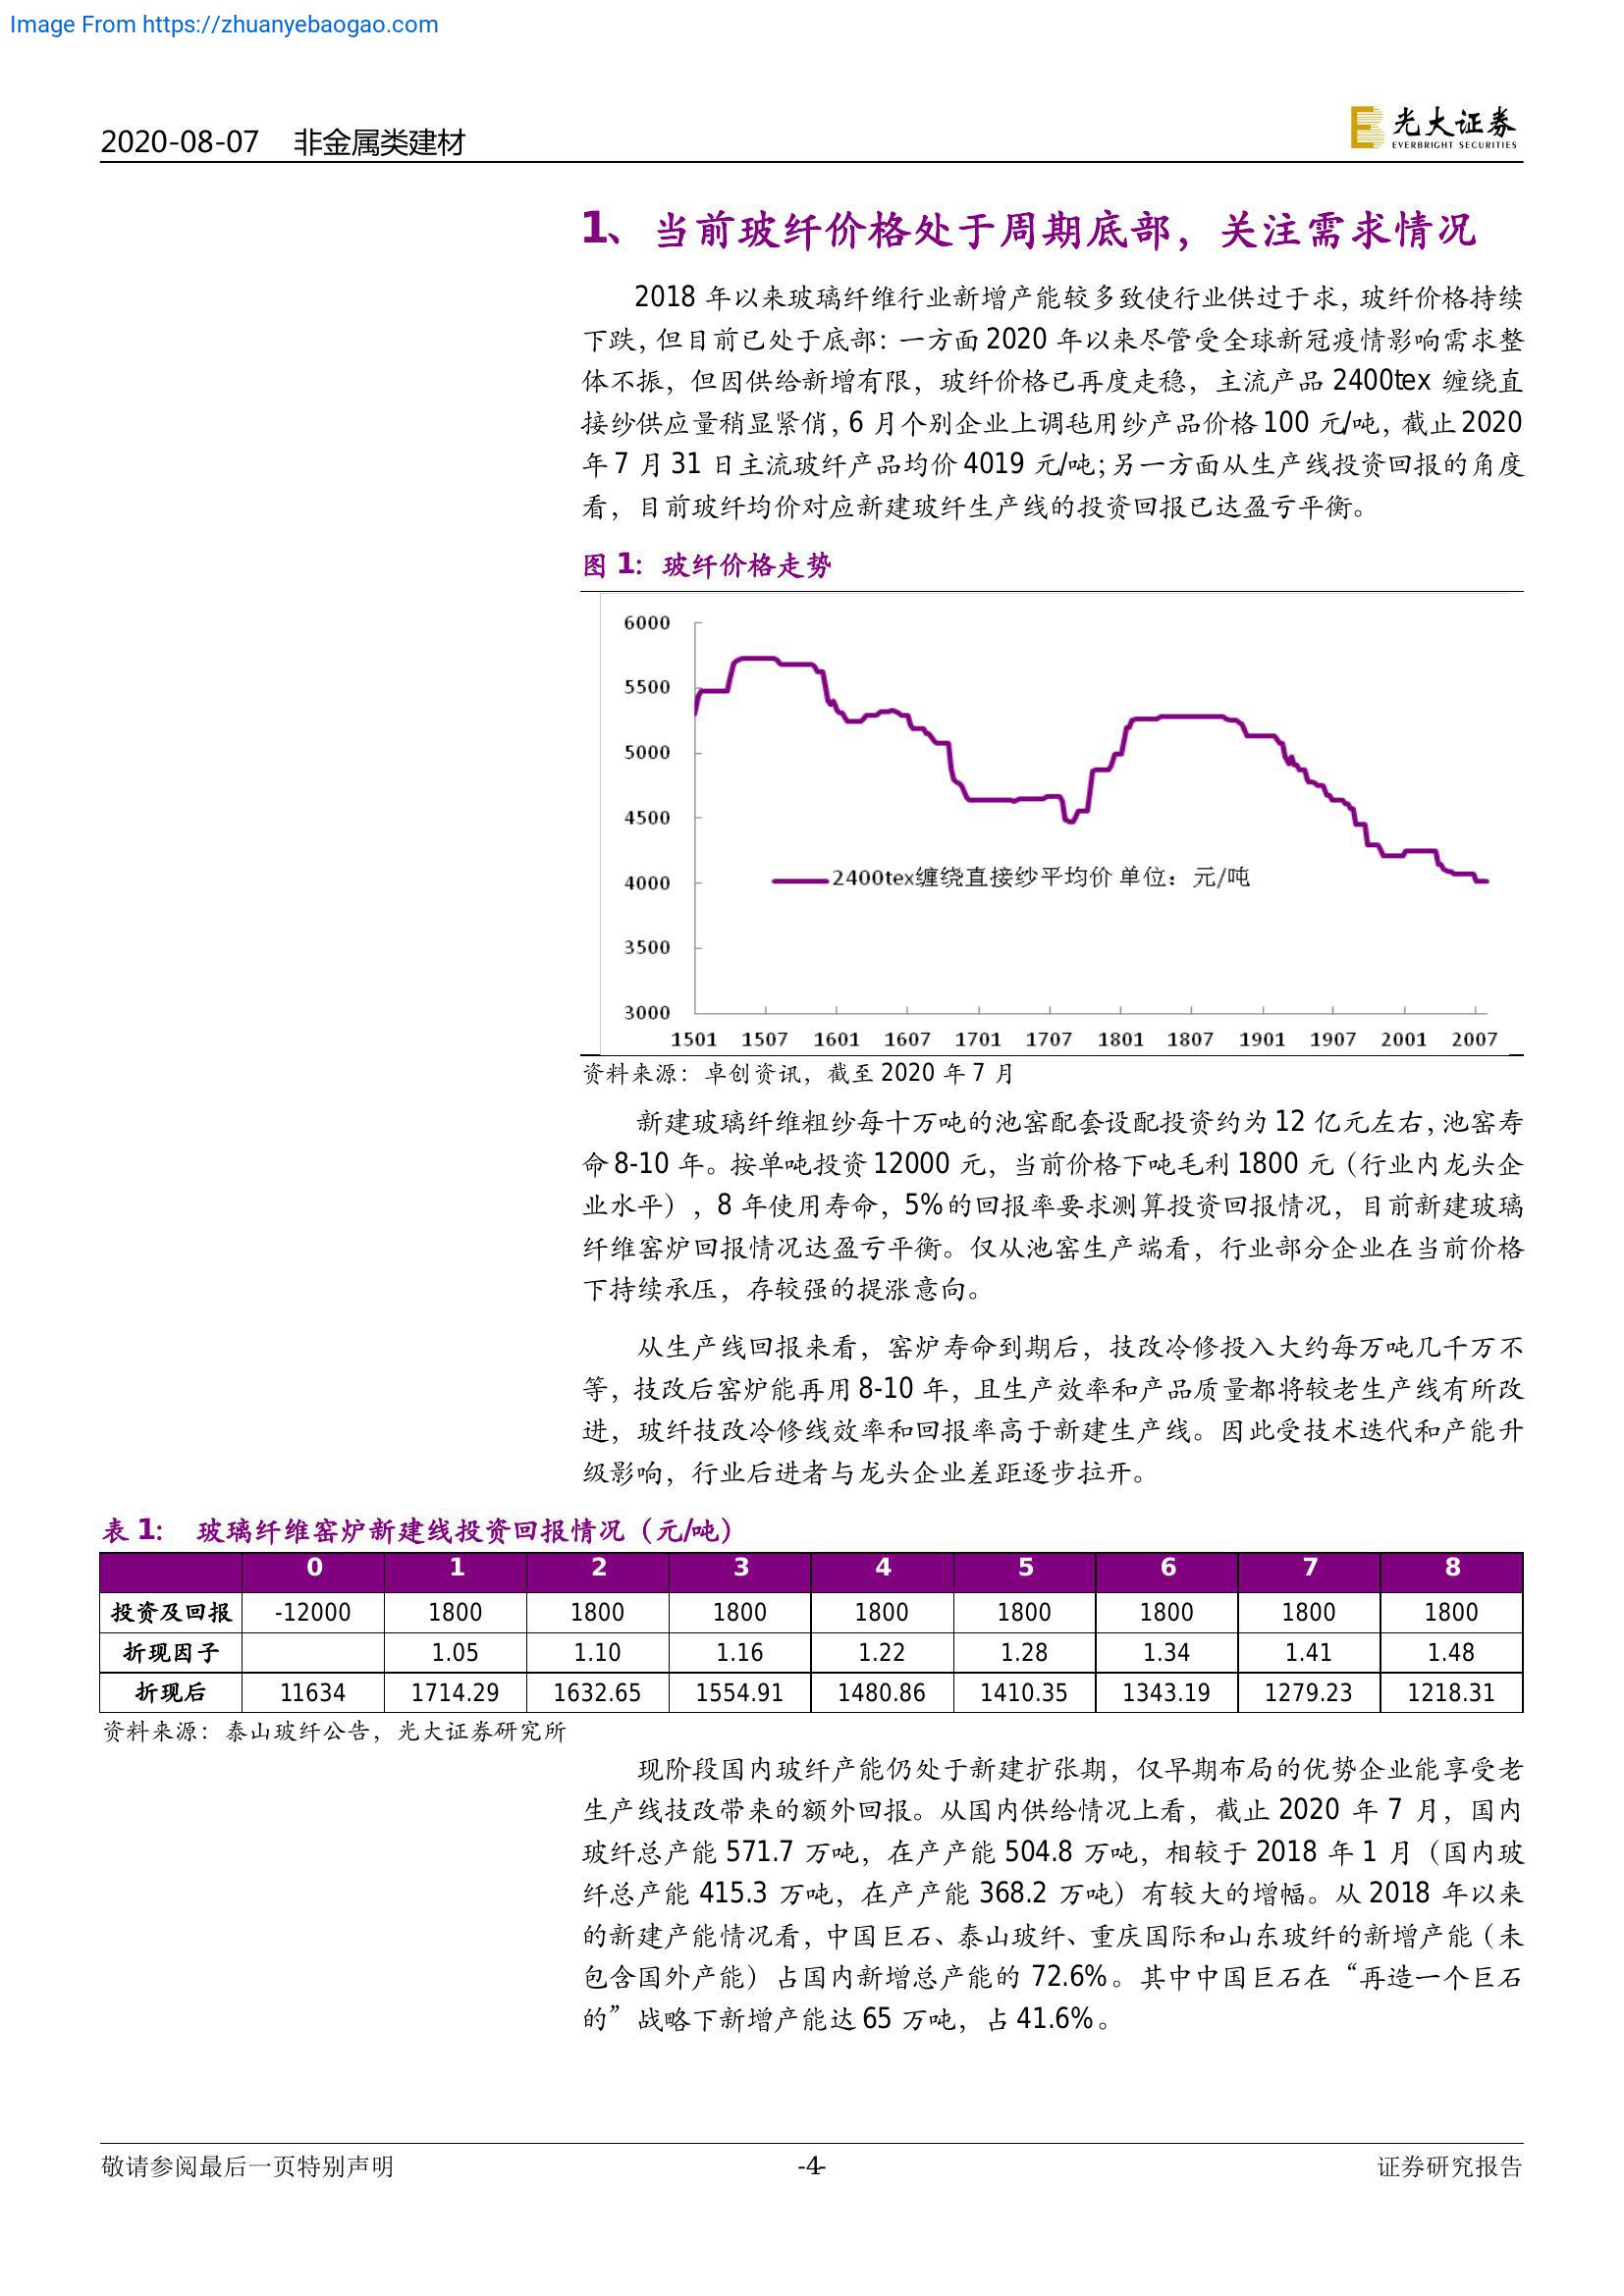 Image From https://zhuanyebaogao.com
2020-08-07 非金属类建材
光大证券
EVERBRIGHT SECURITIES
1、当前玻纤价格处于周期底部，关注需求情况
2018 年以来玻璃纤维行业新增产能较多致使行业供过于求，玻纤价格持续
下跌，但目前已处于底部：一方面 2020 年以来尽管受全球新冠疫情影响需求整
体不振，但因供给新增有限，玻纤价格已再度走稳，主流产品 2400tex 缠绕直
接纱供应量稍显紧俏，6 月个别企业上调毡用纱产品价格 100 元/吨，截止 2020
年 7 月 31 日主流玻纤产品均价 4019 元/吨；另一方面从生产线投资回报的角度
看，目前玻纤均价对应新建玻纤生产线的投资回报已达盈亏平衡。
图 1：玻纤价格走势
6000
5500
5000
4500
4000
3500
3000
2400tex缠绕直接纱平均价 单位：元/吨
1501 1507 1601 1607 1701 1707 1801 1807 1901 1907 2001 2007
资料来源：卓创资讯，截至 2020 年 7 月
新建玻璃纤维粗纱每十万吨的池窑配套设配投资约为 12 亿元左右，池窑寿
命 8-10 年。按单吨投资 12000 元，当前价格下吨毛利 1800 元（行业内龙头企
业水平），8 年使用寿命，5%的回报率要求测算投资回报情况，目前新建玻璃
纤维窑炉回报情况达盈亏平衡。仅从池窑生产端看，行业部分企业在当前价格
下持续承压，存较强的提涨意向。
从生产线回报来看，窑炉寿命到期后，技改冷修投入大约每万吨几千万不
等，技改后窑炉能再用 8-10 年，且生产效率和产品质量都将较老生产线有所改
进，玻纤技改冷修线效率和回报率高于新建生产线。因此受技术迭代和产能升
级影响，行业后进者与龙头企业差距逐步拉开。
表 1： 玻璃纤维窑炉新建线投资回报情况（元/吨）
0 1 2 3 4 5 6 7 8
投资及回报 -12000 1800 1800 1800 1800 1800 1800 1800 1800
折现因子 1.05 1.10 1.16 1.22 1.28 1.34 1.41 1.48
折现后 11634 1714.29 1632.65 1554.91 1480.86 1410.35 1343.19 1279.23 1218.31
资料来源：泰山玻纤公告，光大证券研究所
现阶段国内玻纤产能仍处于新建扩张期，仅早期布局的优势企业能享受老
生产线技改带来的额外回报。从国内供给情况上看，截止 2020 年 7 月，国内
玻纤总产能 571.7 万吨，在产产能 504.8 万吨，相较于 2018 年 1 月（国内玻
纤总产能 415.3 万吨，在产产能 368.2 万吨）有较大的增幅。从 2018 年以来
的新建产能情况看，中国巨石、泰山玻纤、重庆国际和山东玻纤的新增产能（未
包含国外产能）占国内新增总产能的 72.6%。其中中国巨石在“再造一个巨石
的”战略下新增产能达 65 万吨，占 41.6%。
敬请参阅最后一页特别声明 -4- 证券研究报告